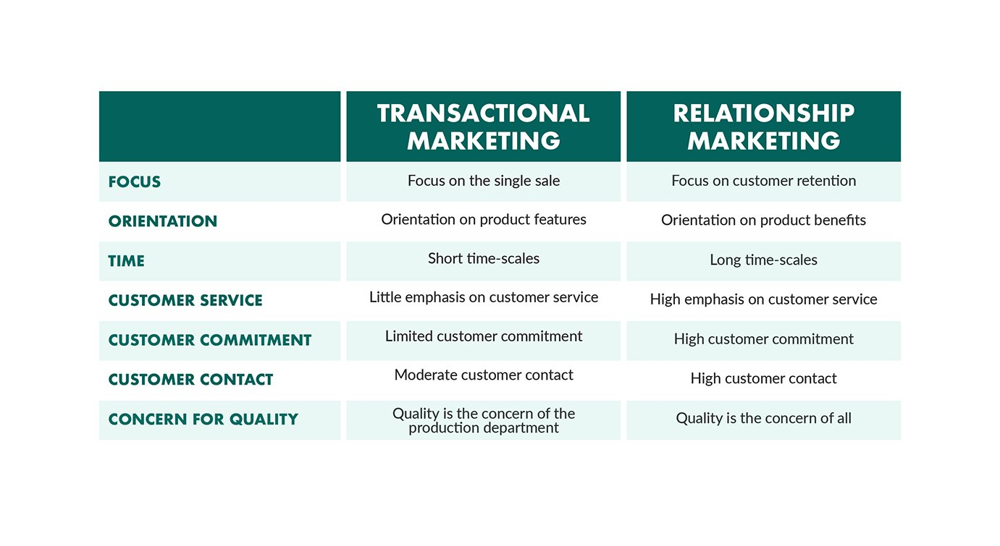 TRANSACTIONAL
MARKETING
RELATIONSHIP
MARKETING
FOCUS
Focus on the single sale
Focus on customer retention
ORIENTATION
Orientation on product features
Orientation on product benefits
TIME
Short time-scales
Long time-scales
CUSTOMER SERVICE
Little emphasis on customer service
High emphasis on customer service
CUSTOMER COMMITMENT
Limited customer commitment
High customer commitment
CUSTOMER CONTACT
Moderate customer contact
High customer contact
CONCERN FOR QUALITY
Quality is the concern of the
production department
Quality is the concern of all